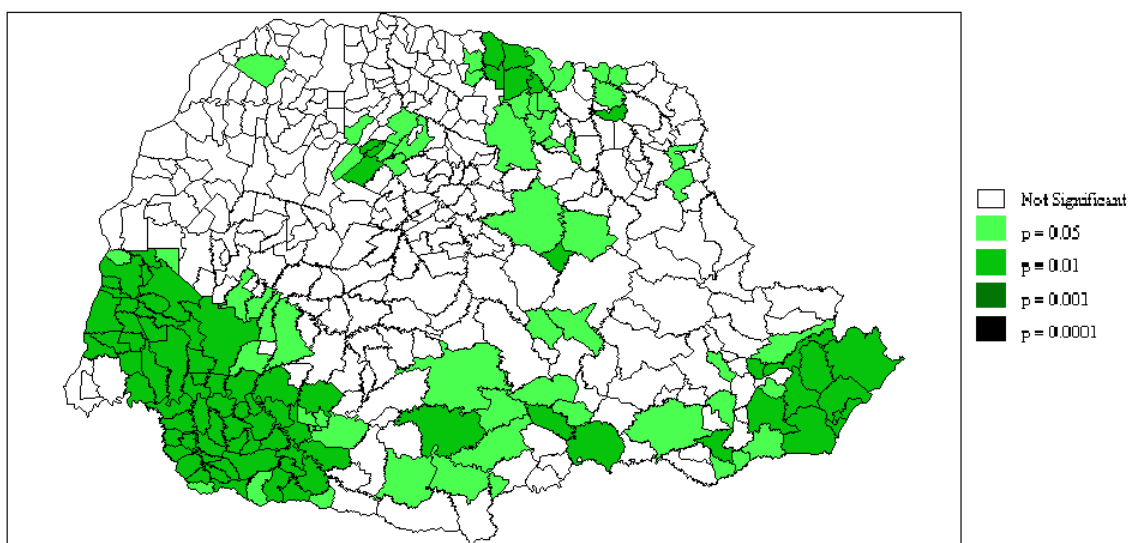 Not Significant
p = 0.05
p = 0.01
p = 0.001
p = 0.0001